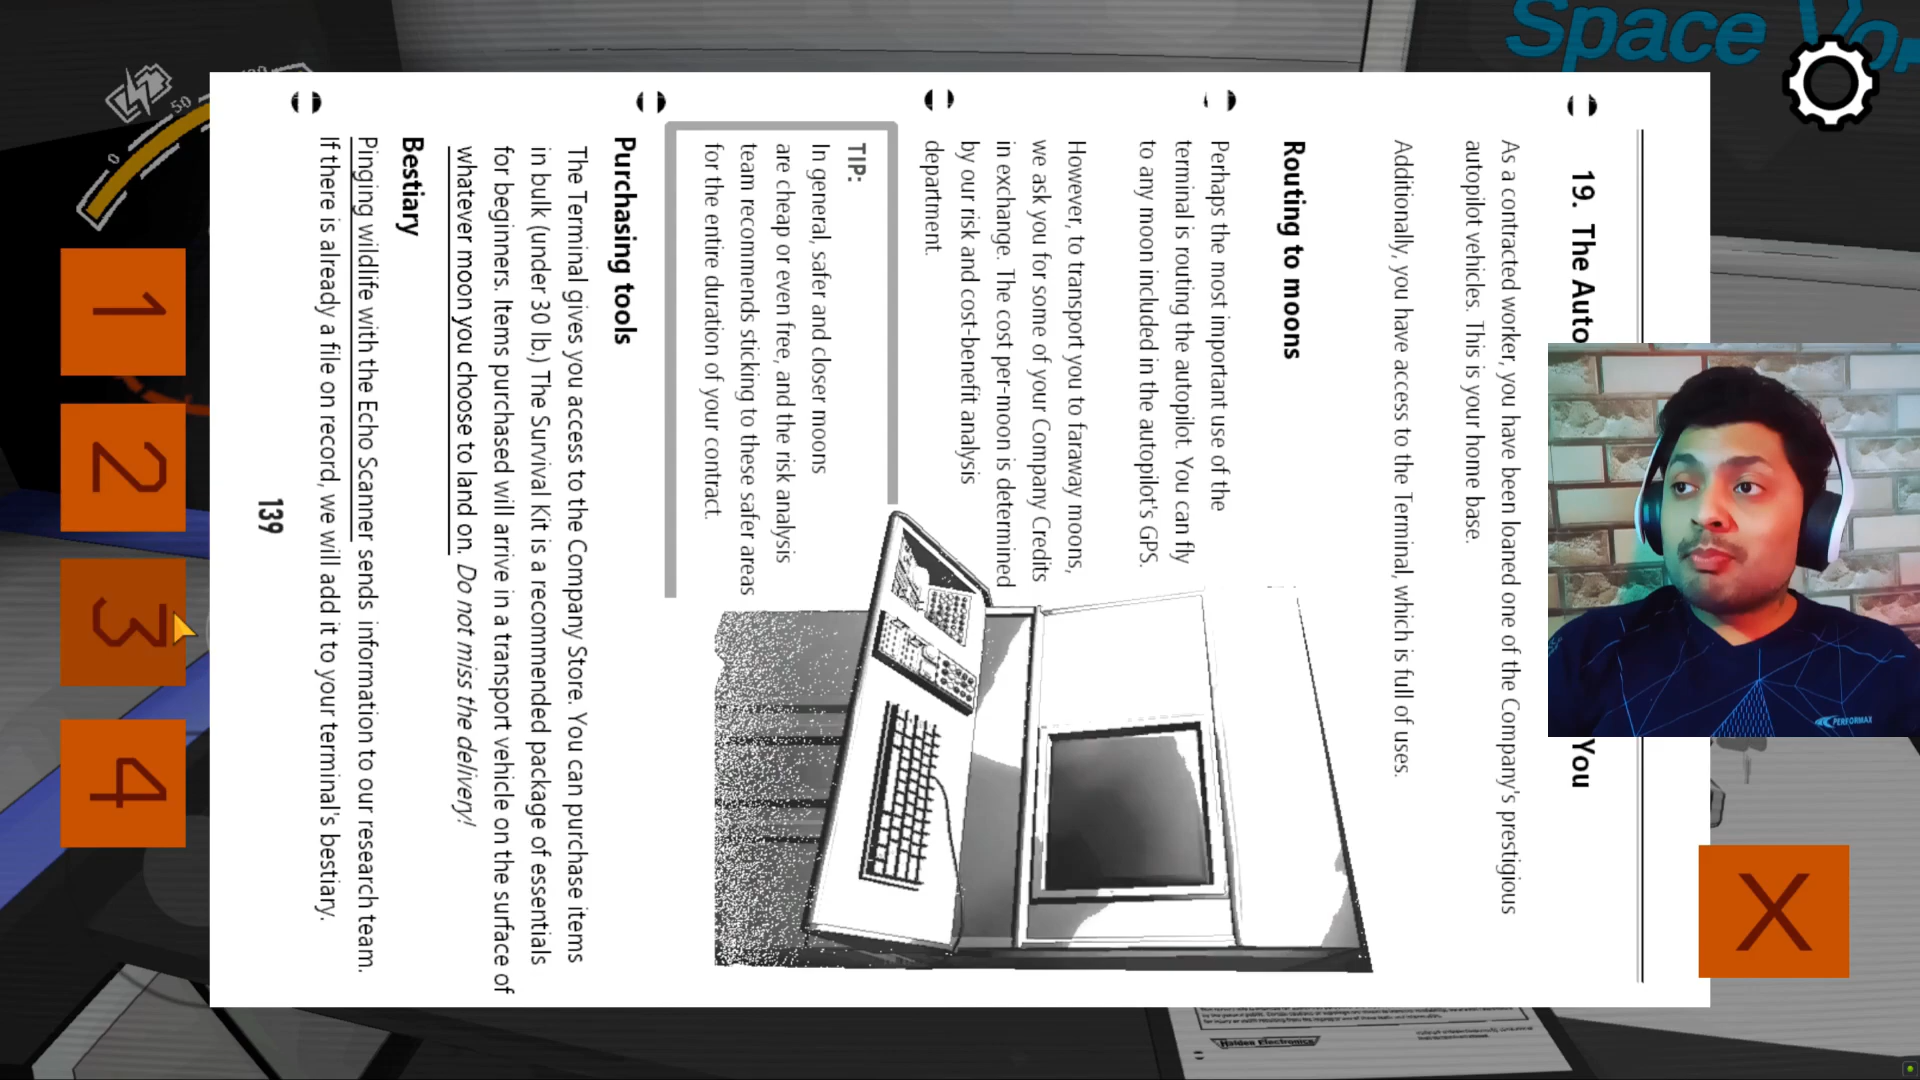 Space
19. The Auto
You
As a contracted worker, you have been loaned one of the Company's prestigious
autopilot vehicles. This is your home base.
Additionally, you have access to the Terminal, which is full of uses.
Routing to moons
Perhaps the most important use of the
terminal is routing the autopilot. You can fly
to any moon included in the autopilot's GPS.
However, to transport you to faraway moons,
we ask you for some of your Company Credits
in exchange. The cost per-moon is determined
by our risk and cost-benefit analysis
department.
TIP:
In general, safer and closer moons
are cheap or even free, and the risk analysis
team recommends sticking to these safer areas
for the entire duration of your contract.
Purchasing tools
The Terminal gives you access to the Company Store. You can purchase items
in bulk (under 30 lb.) The Survival Kit is a recommended package of essentials
for beginners. Items purchased will arrive in a transport vehicle on the surface of
whatever moon you choose to land on. Do not miss the delivery!
Bestiary
Pinging wildlife with the Echo Scanner sends information to our research team.
If there is already a file on record, we will add it to your terminal's bestiary.
139
1
2
3
4
X
0
50
PERFORMAX
Halden Electronics